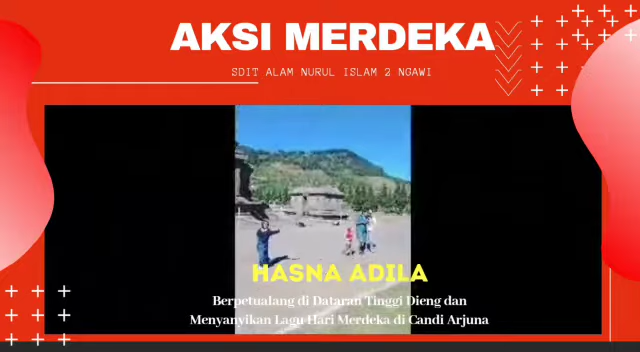 AKSI MERDEKA
SDIT ALAM NURUL ISLAM 2 NGAWI
HASNA ADILA
Berpetualang di Dataran Tinggi Dieng dan
Menyanyikan Lagu Hari Merdeka di Candi Arjuna